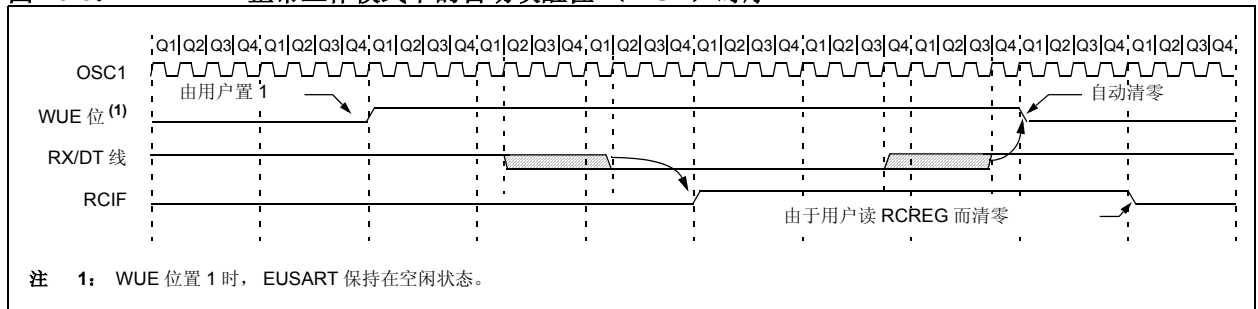 Q1 Q2 Q3 Q4 Q1 Q2 Q3 Q4 Q1 Q2 Q3 Q4 Q1 Q2 Q3 Q4 Q1 Q2 Q3 Q4 Q1 Q2 Q3 Q4 Q1 Q2 Q3 Q4 Q1 Q2 Q3 Q4 Q1 Q2 Q3 Q4 Q1 Q2 Q3 Q4
OSC1
由用户置 1
自动清零
WUE 位 (1)
RX/DT 线
RCIF
由于用户读 RCREG 而清零
注 1： WUE 位置 1 时， EUSART 保持在空闲状态。